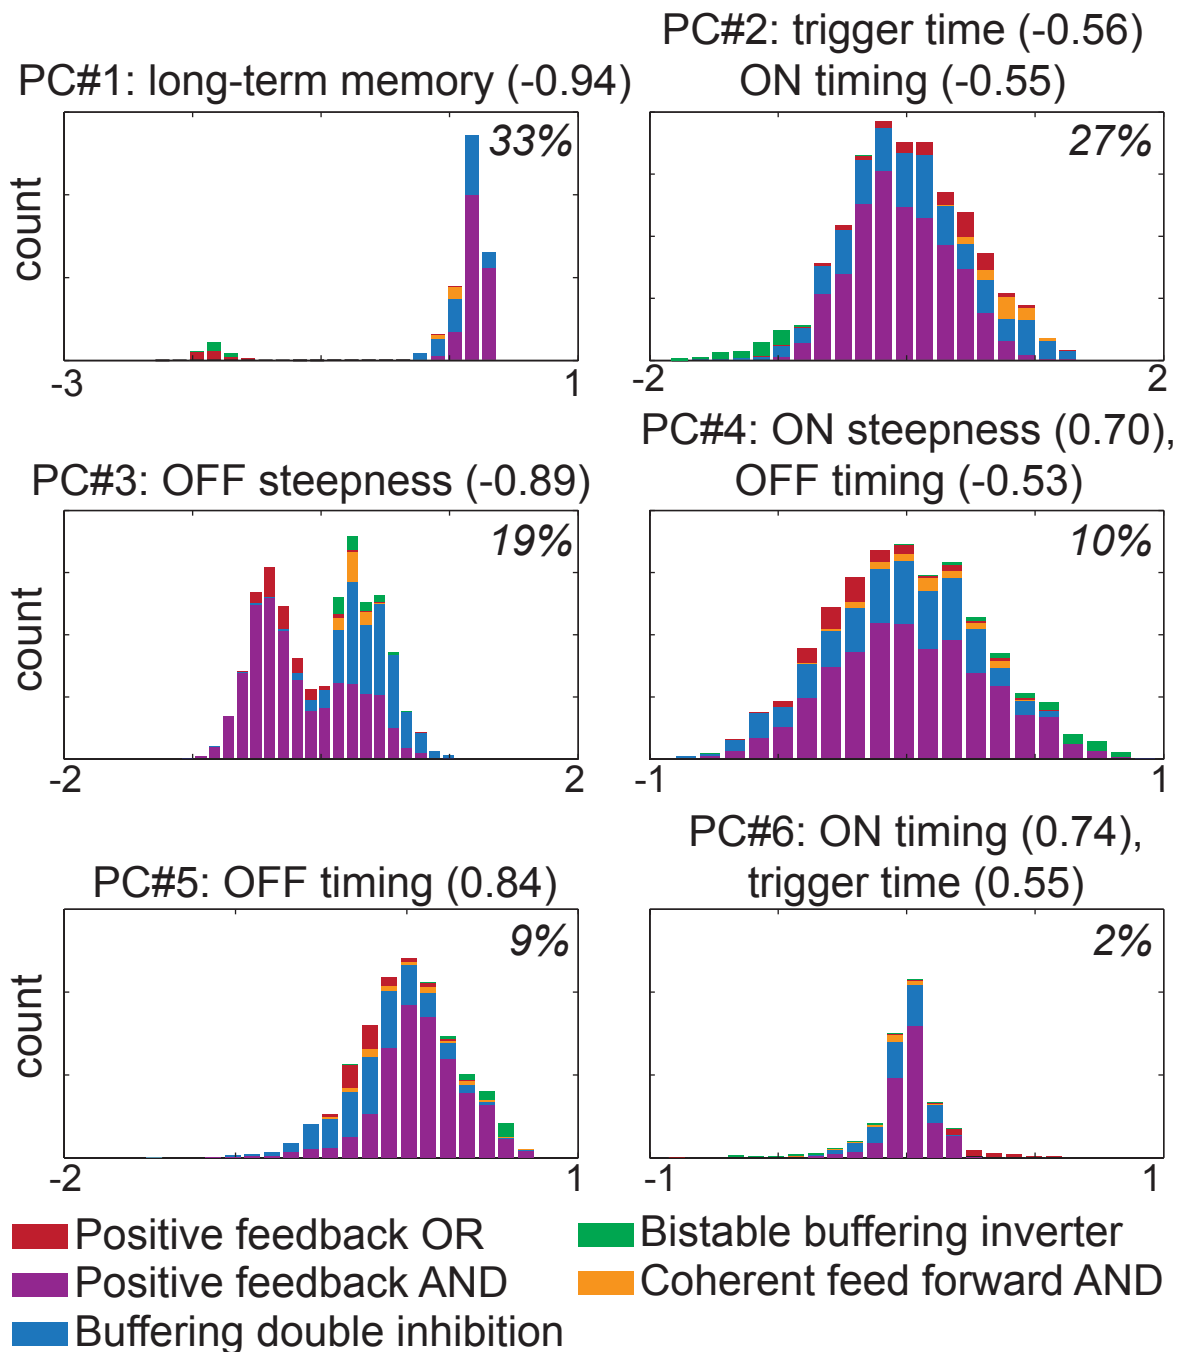 PC#1: long-term memory (-0.94)
PC#2: trigger time (-0.56)
ON timing (-0.55)
33%
27%
count
-3
1
-2
2
PC#3: OFF steepness (-0.89)
PC#4: ON steepness (0.70),
OFF timing (-0.53)
19%
10%
count
-2
2
-1
1
PC#5: OFF timing (0.84)
PC#6: ON timing (0.74),
trigger time (0.55)
9%
2%
count
-2
1
-1
1
Positive feedback OR
Positive feedback AND
Buffering double inhibition
Bistable buffering inverter
Coherent feed forward AND